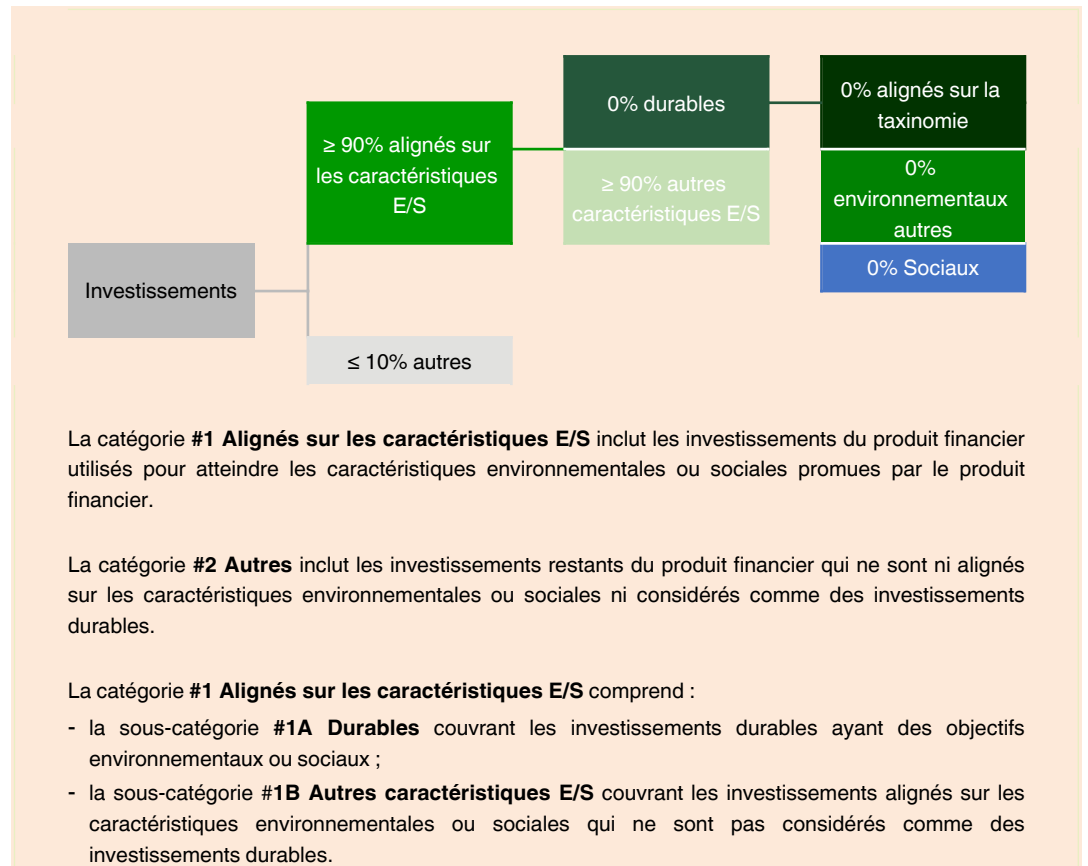 Investissements
≥ 90% alignés sur
les caractéristiques
E/S
≤ 10% autres
0% durables
≥ 90% autres
caractéristiques E/S
0% alignés sur la
taxinomie
0%
environnementaux
autres
0% Sociaux
La catégorie #1 Alignés sur les caractéristiques E/S inclut les investissements du produit financier
utilisés pour atteindre les caractéristiques environnementales ou sociales promues par le produit
financier.
La catégorie #2 Autres inclut les investissements restants du produit financier qui ne sont ni alignés
sur les caractéristiques environnementales ou sociales ni considérés comme des investissements
durables.
La catégorie #1 Alignés sur les caractéristiques E/S comprend :
- la sous-catégorie #1A Durables couvrant les investissements durables ayant des objectifs
environnementaux ou sociaux ;
- la sous-catégorie #1B Autres caractéristiques E/S couvrant les investissements alignés sur les
caractéristiques environnementales ou sociales qui ne sont pas considérés comme des
investissements durables.